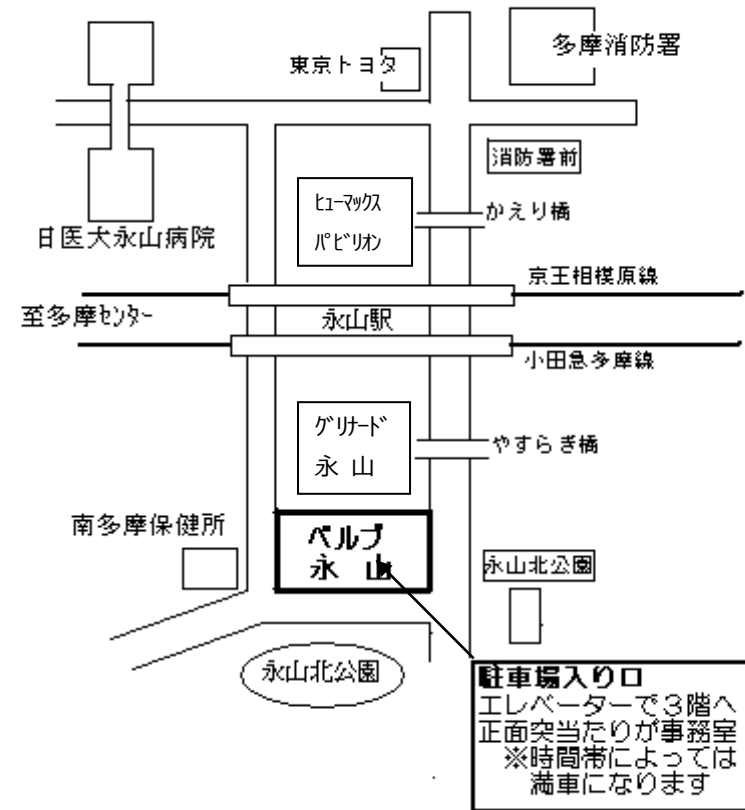 多摩消防署
東京トヨタ
消防署前
ヒューマックス
パビリオン
かえり橋
日医大永山病院
京王相模原線
至多摩センター
永山駅
小田急多摩線
グリナード
永 山
やすらぎ橋
南多摩保健所
ベルブ
永 山
永山北公園
永山北公園
駐車場入り口
エレベーターで３階へ
正面突当たりが事務室
※時間帯によっては
満車になります